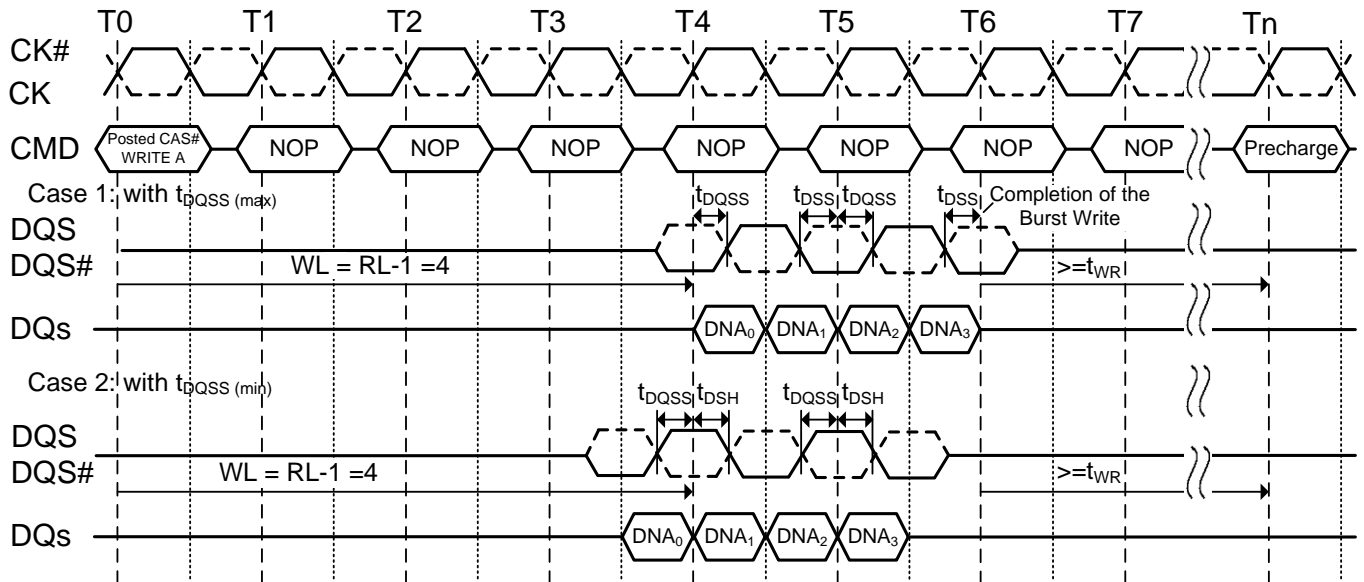 T0 T1 T2 T3 T4 T5 T6 T7 Tn
CK#
CK
CMD
Posted CAS#
WRITE A
NOP NOP NOP NOP NOP NOP NOP Precharge
Case 1: with tDQSS (max)
tDQSS tDSS tDQSS tDSS
Completion of the
Burst Write
DQS
DQS#
WL = RL-1 =4
>=tWR
DQs
DNA0 DNA1 DNA2 DNA3
Case 2: with tDQSS (min)
tDQSS tDSH tDQSS tDSH
DQS
DQS#
WL = RL-1 =4
>=tWR
DQs
DNA0 DNA1 DNA2 DNA3